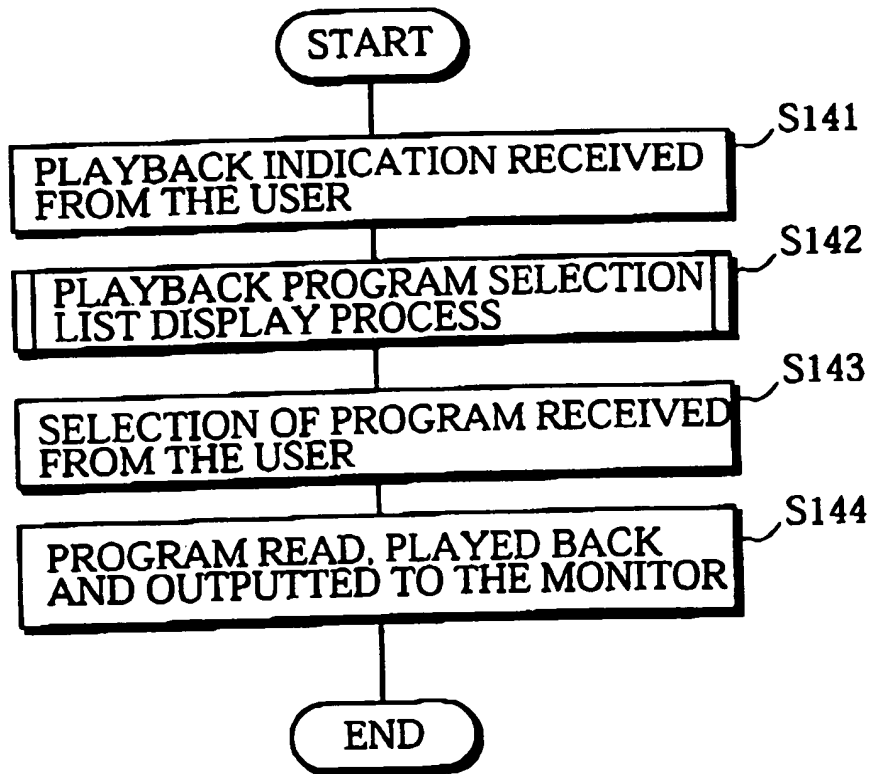 START
S141
PLAYBACK INDICATION RECEIVED
FROM THE USER
S142
PLAYBACK PROGRAM SELECTION
LIST DISPLAY PROCESS
S143
SELECTION OF PROGRAM RECEIVED
FROM THE USER
S144
PROGRAM READ, PLAYED BACK
AND OUTPUTTED TO THE MONITOR
END